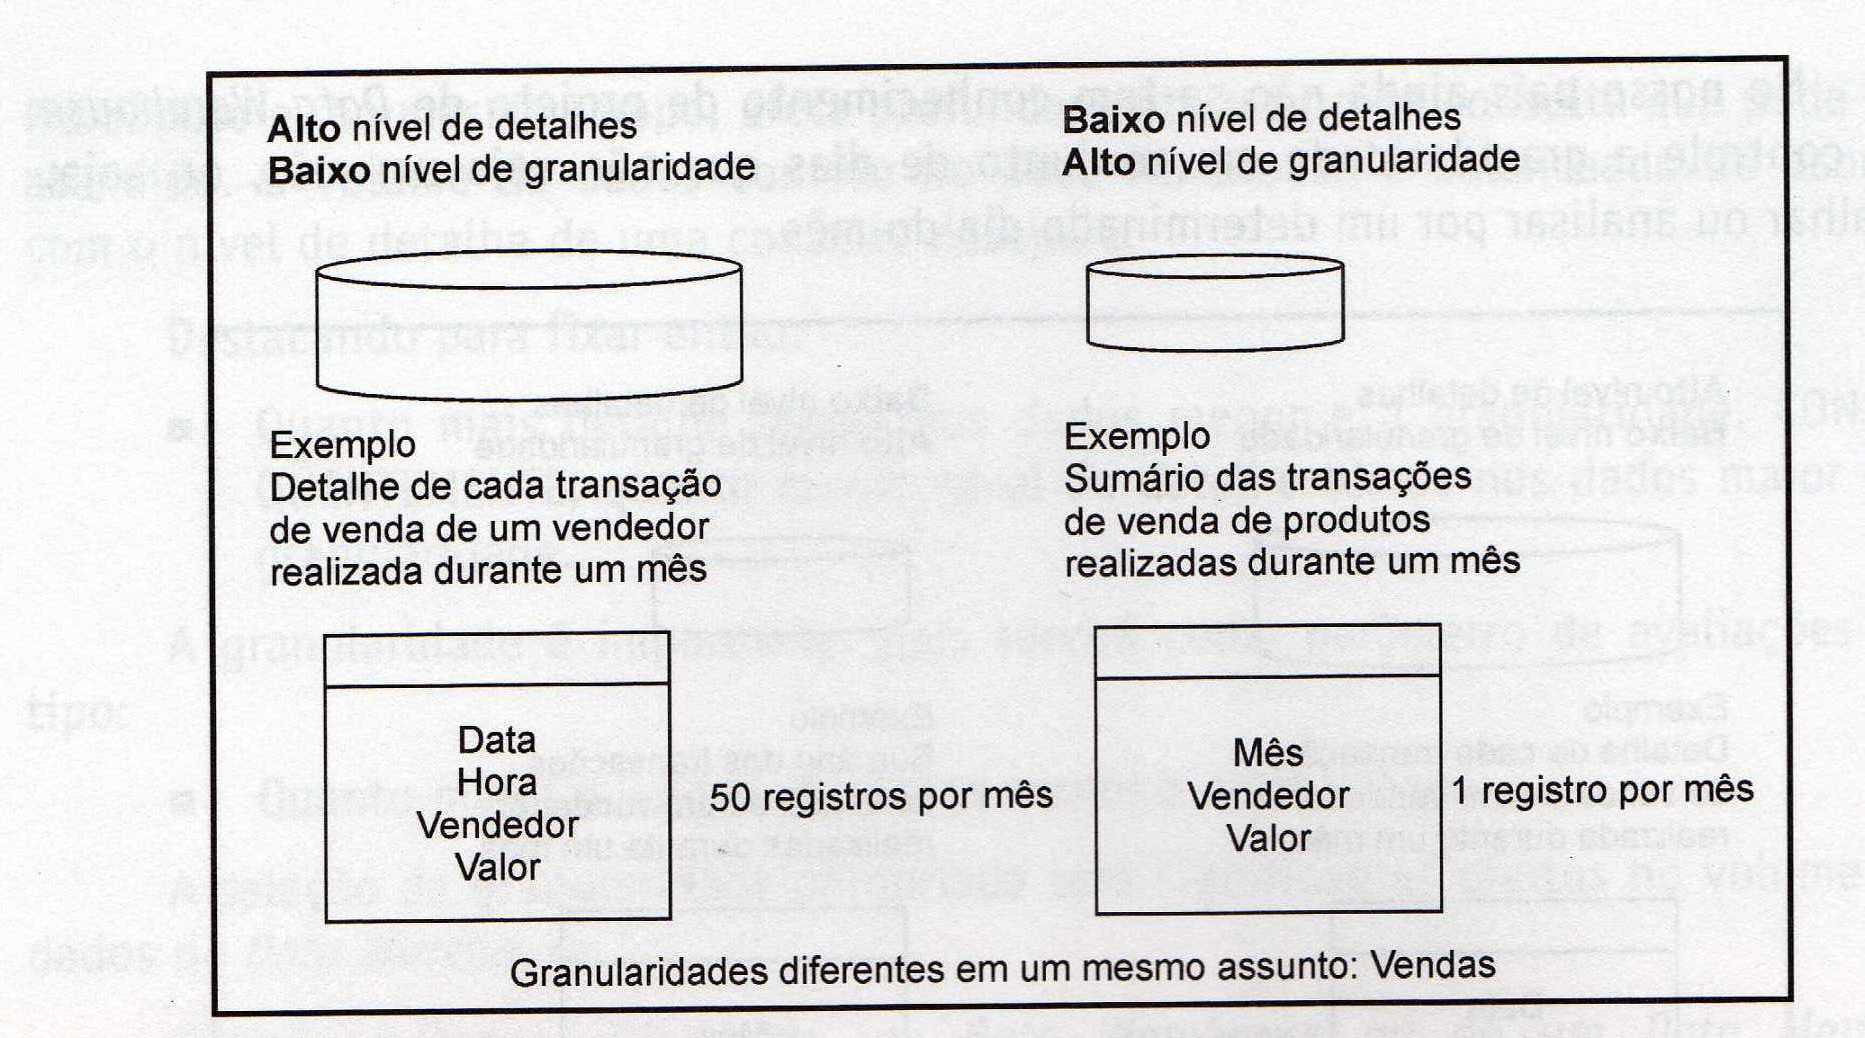 Alto nível de detalhes
Baixo nível de granularidade
Exemplo
Detalhe de cada transação
de venda de um vendedor
realizada durante um mês
Data
Hora
Vendedor
Valor
50 registros por mês
Baixo nível de detalhes
Alto nível de granularidade
Exemplo
Sumário das transações
de venda de produtos
realizadas durante um mês
Mês
Vendedor
Valor
1 registro por mês
Granularidades diferentes em um mesmo assunto: Vendas